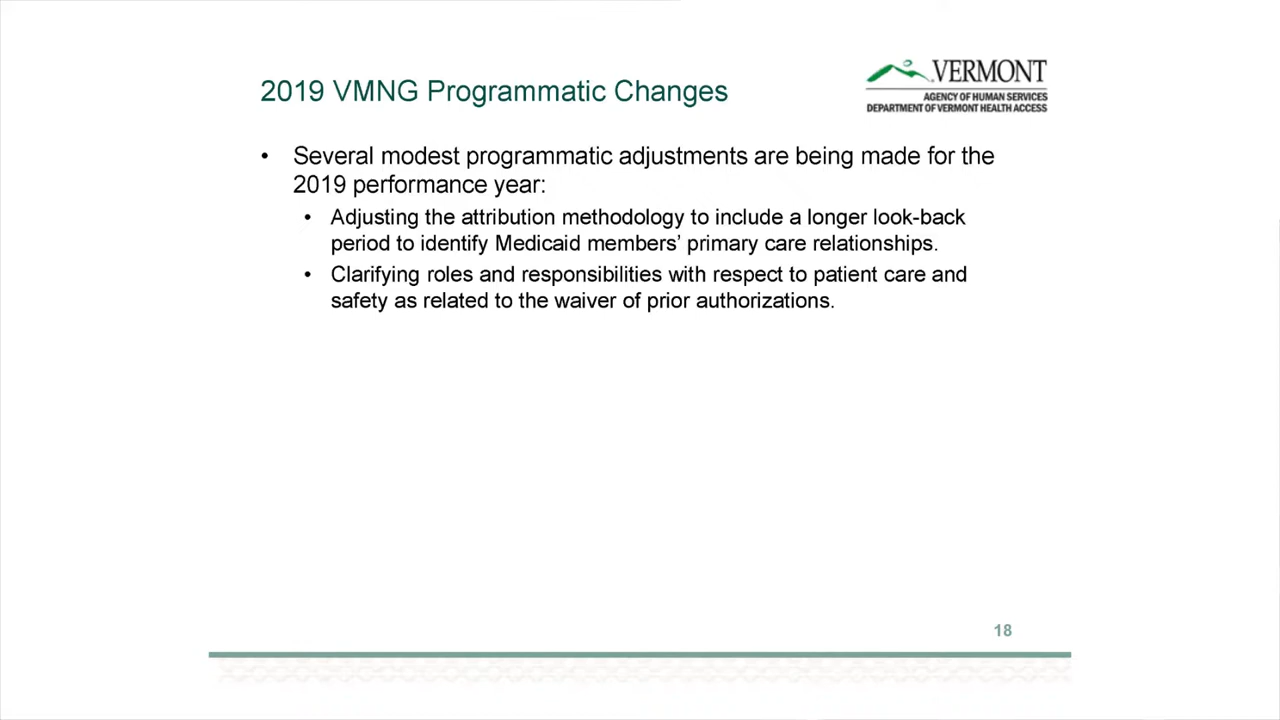 2019 VMNG Programmatic Changes
VERMONT
AGENCY OF HUMAN SERVICES
DEPARTMENT OF VERMONT HEALTH ACCESS
• Several modest programmatic adjustments are being made for the
2019 performance year:
• Adjusting the attribution methodology to include a longer look-back
period to identify Medicaid members’ primary care relationships.
• Clarifying roles and responsibilities with respect to patient care and
safety as related to the waiver of prior authorizations.
18